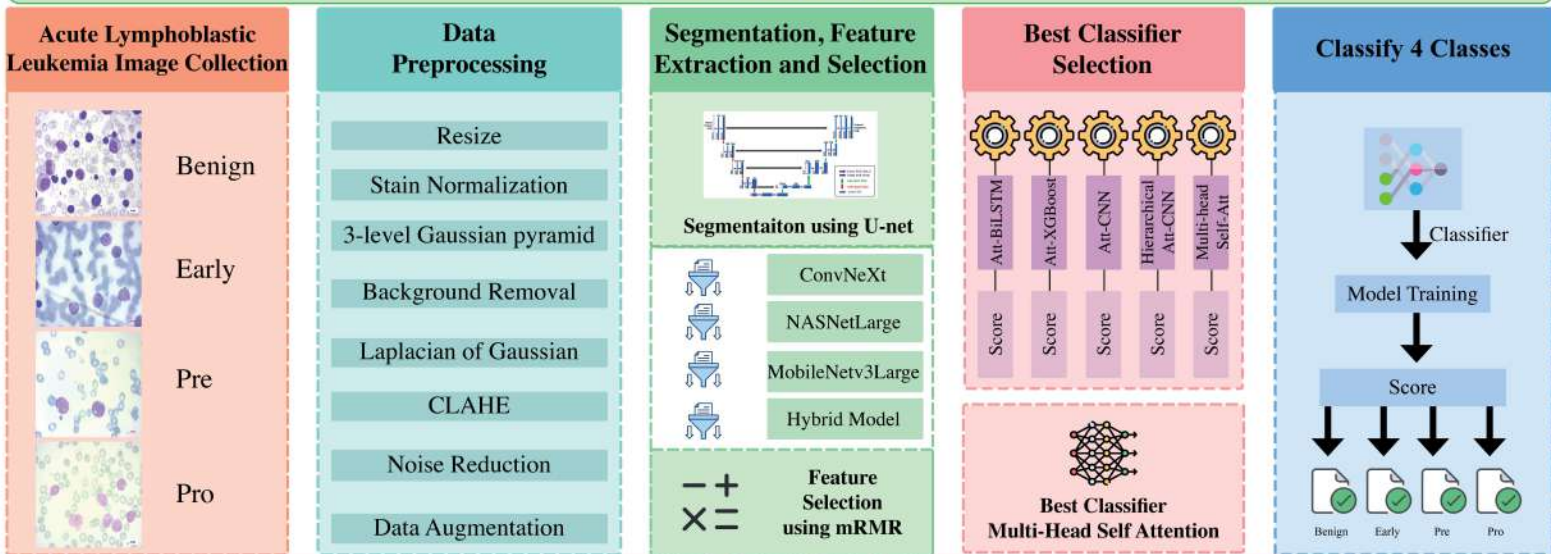 Acute Lymphoblastic
Leukemia Image Collection
Benign
Early
Pre
Pro
Data
Preprocessing
Resize
Stain Normalization
3-level Gaussian pyramid
Background Removal
Laplacian of Gaussian
CLAHE
Noise Reduction
Data Augmentation
Segmentation, Feature
Extraction and Selection
Segmentaiton using U-net
ConvNeXt
NASNetLarge
MobileNetv3Large
Hybrid Model
Feature
Selection
using mRMR
Best Classifier
Selection
Att-BiLSTM
Att-XGBoost
Att-CNN
Hierarchical
Att-CNN
Multi-head
Self-Att
Score
Score
Score
Score
Score
Best Classifier
Multi-Head Self Attention
Classify 4 Classes
Classifier
Model Training
Score
Benign
Early
Pre
Pro